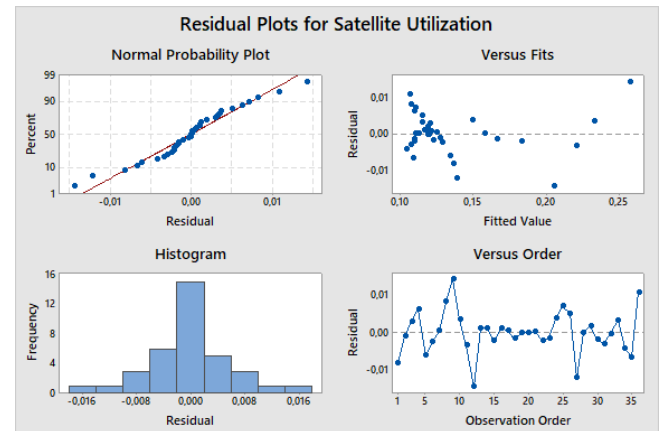 Residual Plots for Satellite Utilization
Normal Probability Plot
Versus Fits
99
90
50
10
1
Percent
-0,01
0,00
0,01
Residual
0,01
0,00
-0,01
Residual
0,10
0,15
0,20
0,25
Fitted Value
Histogram
Versus Order
16
12
8
4
0
Frequency
-0,016
-0,008
0,000
0,008
0,016
Residual
0,01
0,00
-0,01
Residual
1
5
10
15
20
25
30
35
Observation Order